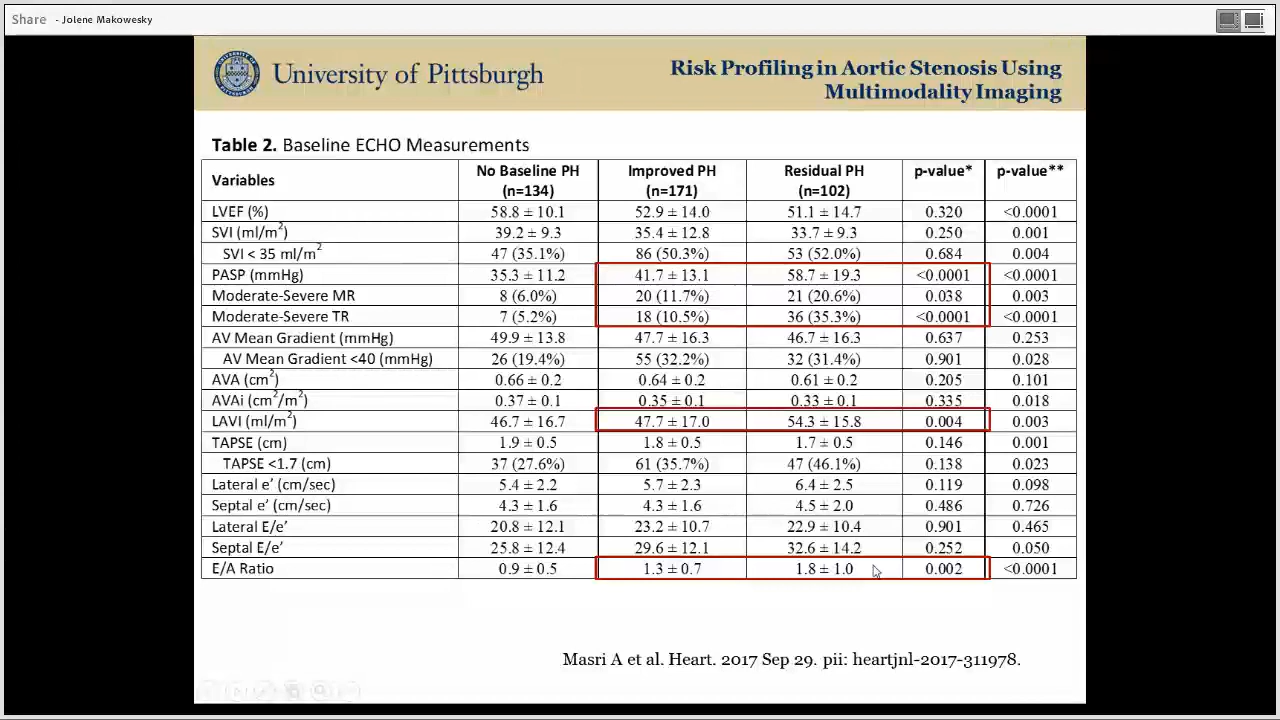 Share - Jolene Makowesky
University of Pittsburgh
Risk Profiling in Aortic Stenosis Using
Multimodality Imaging
Table 2. Baseline ECHO Measurements
Variables No Baseline PH (n=134) Improved PH (n=171) Residual PH (n=102) p-value* p-value**
LVEF (%) 58.8 ± 10.1 52.9 ± 14.0 51.1 ± 14.7 0.320 <0.0001
SVI (ml/m²) 39.2 ± 9.3 35.4 ± 12.8 33.7 ± 9.3 0.250 0.001
SVI < 35 ml/m² 47 (35.1%) 86 (50.3%) 53 (52.0%) 0.684 0.004
PASP (mmHg) 35.3 ± 11.2 41.7 ± 13.1 58.7 ± 19.3 <0.0001 <0.0001
Moderate-Severe MR 8 (6.0%) 20 (11.7%) 21 (20.6%) 0.038 0.003
Moderate-Severe TR 7 (5.2%) 18 (10.5%) 36 (35.3%) <0.0001 <0.0001
AV Mean Gradient (mmHg) 49.9 ± 13.8 47.7 ± 16.3 46.7 ± 16.3 0.637 0.253
AV Mean Gradient <40 (mmHg) 26 (19.4%) 55 (32.2%) 32 (31.4%) 0.901 0.028
AVA (cm²) 0.66 ± 0.2 0.64 ± 0.2 0.61 ± 0.2 0.205 0.101
AVAi (cm²/m²) 0.37 ± 0.1 0.35 ± 0.1 0.33 ± 0.1 0.335 0.018
LAVI (ml/m²) 46.7 ± 16.7 47.7 ± 17.0 54.3 ± 15.8 0.004 0.003
TAPSE (cm) 1.9 ± 0.5 1.8 ± 0.5 1.7 ± 0.5 0.146 0.001
TAPSE <1.7 (cm) 37 (27.6%) 61 (35.7%) 47 (46.1%) 0.138 0.023
Lateral e’ (cm/sec) 5.4 ± 2.2 5.7 ± 2.3 6.4 ± 2.5 0.119 0.098
Septal e’ (cm/sec) 4.3 ± 1.6 4.3 ± 1.6 4.5 ± 2.0 0.486 0.726
Lateral E/e’ 20.8 ± 12.1 23.2 ± 10.7 22.9 ± 10.4 0.901 0.465
Septal E/e’ 25.8 ± 12.4 29.6 ± 12.1 32.6 ± 14.2 0.252 0.050
E/A Ratio 0.9 ± 0.5 1.3 ± 0.7 1.8 ± 1.0 0.002 <0.0001
Masri A et al. Heart. 2017 Sep 29. pii: heartjnl-2017-311978.